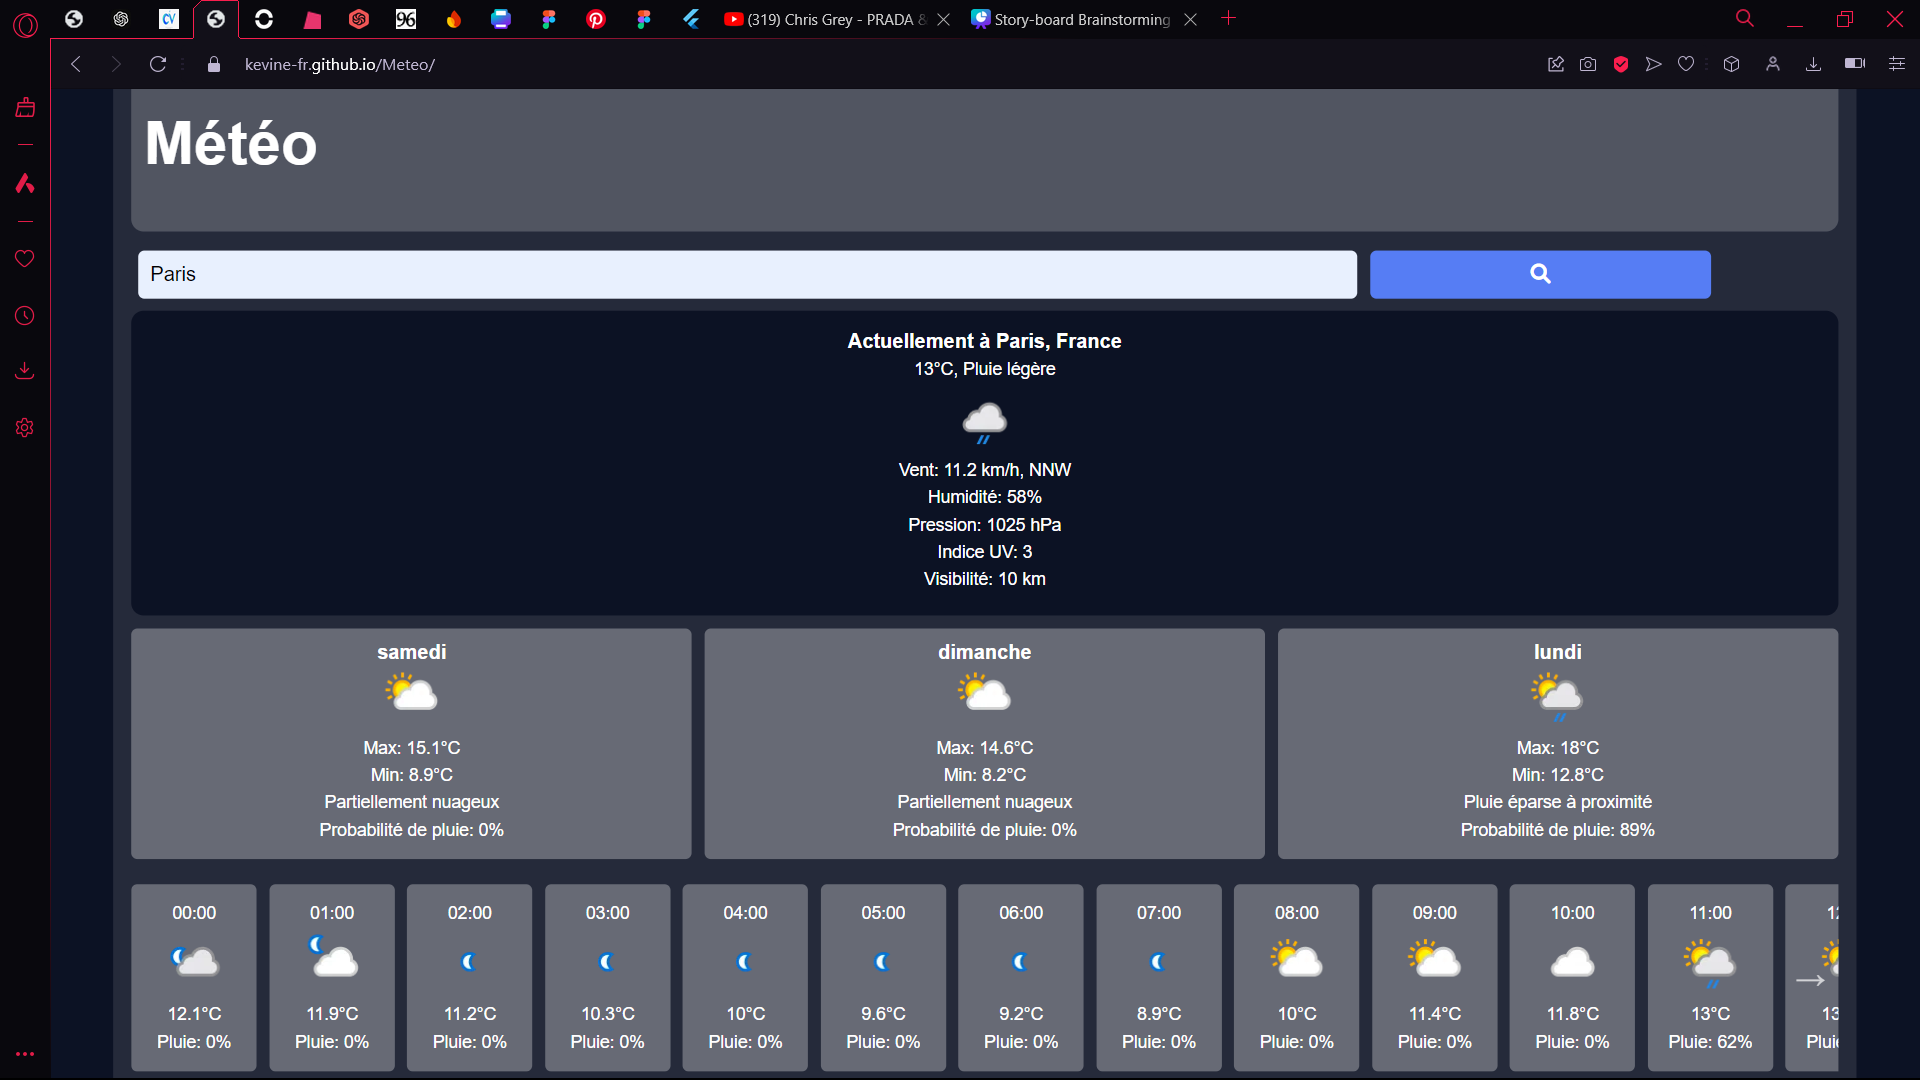 96
(319) Chris Grey - PRADA &
Story-board Brainstorming
kevine-fr.github.io/Meteo/
Météo
Paris
Actuellement à Paris, France
13°C, Pluie légère
Vent: 11.2 km/h, NNW
Humidité: 58%
Pression: 1025 hPa
Indice UV: 3
Visibilité: 10 km
samedi
Max: 15.1°C
Min: 8.9°C
Partiellement nuageux
Probabilité de pluie: 0%
dimanche
Max: 14.6°C
Min: 8.2°C
Partiellement nuageux
Probabilité de pluie: 0%
lundi
Max: 18°C
Min: 12.8°C
Pluie éparse à proximité
Probabilité de pluie: 89%
00:00
12.1°C
Pluie: 0%
01:00
11.9°C
Pluie: 0%
02:00
11.2°C
Pluie: 0%
03:00
10.3°C
Pluie: 0%
04:00
10°C
Pluie: 0%
05:00
9.6°C
Pluie: 0%
06:00
9.2°C
Pluie: 0%
07:00
8.9°C
Pluie: 0%
08:00
10°C
Pluie: 0%
09:00
11.4°C
Pluie: 0%
10:00
11.8°C
Pluie: 0%
11:00
13°C
Pluie: 62%